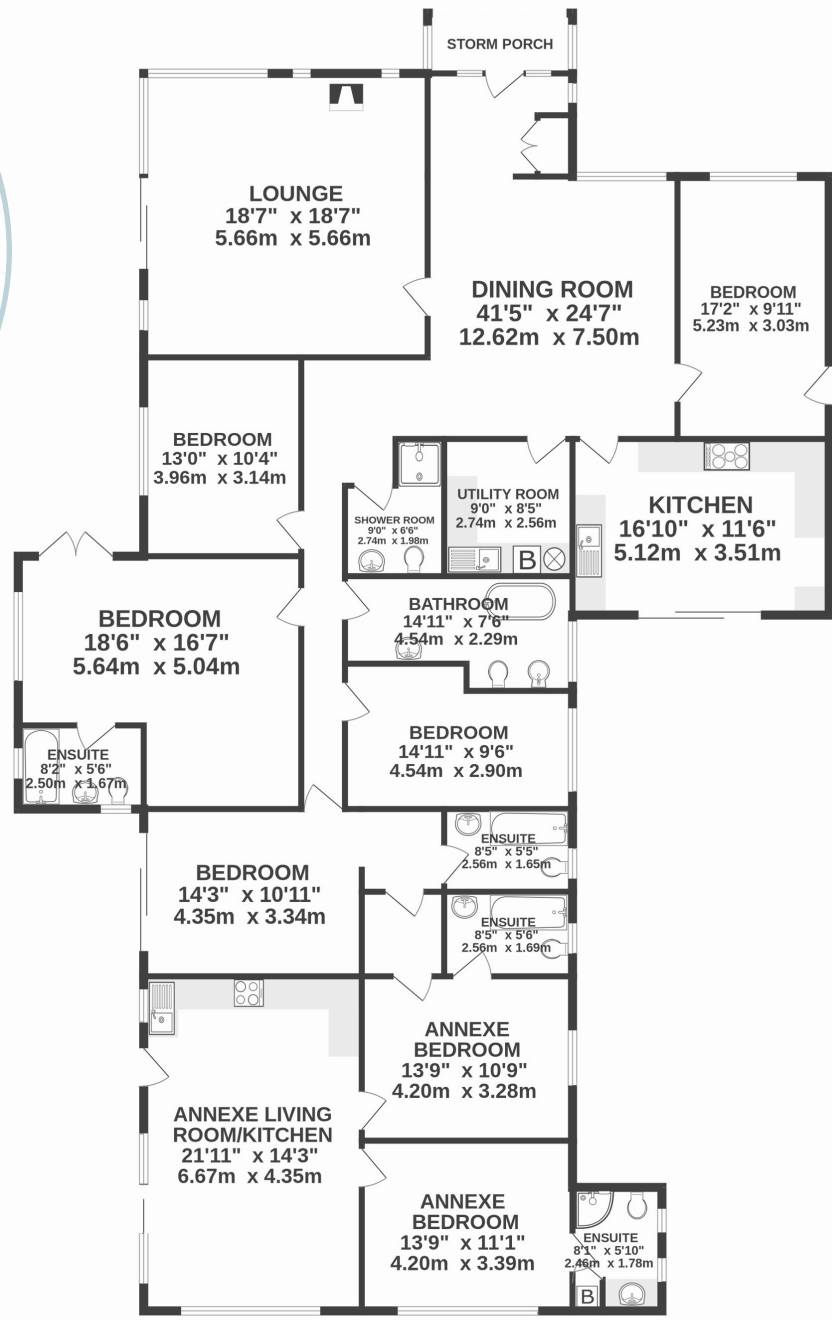 STORM PORCH
LOUNGE
18'7" x 18'7"
5.66m x 5.66m
DINING ROOM
41'5" x 24'7"
12.62m x 7.50m
BEDROOM
17'2" x 9'11"
5.23m x 3.03m
BEDROOM
13'0" x 10'4"
3.96m x 3.14m
SHOWER ROOM
9'0" x 6'6"
2.74m x 1.98m
UTILITY ROOM
9'0" x 8'5"
2.74m x 2.56m
B
KITCHEN
16'10" x 11'6"
5.12m x 3.51m
BEDROOM
18'6" x 16'7"
5.64m x 5.04m
BATHROOM
14'11" x 7'6"
4.54m x 2.29m
ENSUITE
8'2" x 5'6"
2.50m x 1.67m
BEDROOM
14'11" x 9'6"
4.54m x 2.90m
BEDROOM
14'3" x 10'11"
4.35m x 3.34m
ENSUITE
8'5" x 5'5"
2.56m x 1.65m
ENSUITE
8'5" x 5'6"
2.56m x 1.69m
ANNEXE
BEDROOM
13'9" x 10'9"
4.20m x 3.28m
ANNEXE LIVING
ROOM/KITCHEN
21'11" x 14'3"
6.67m x 4.35m
ANNEXE
BEDROOM
13'9" x 11'1"
4.20m x 3.39m
ENSUITE
8'1" x 5'10"
2.46m x 1.78m
B